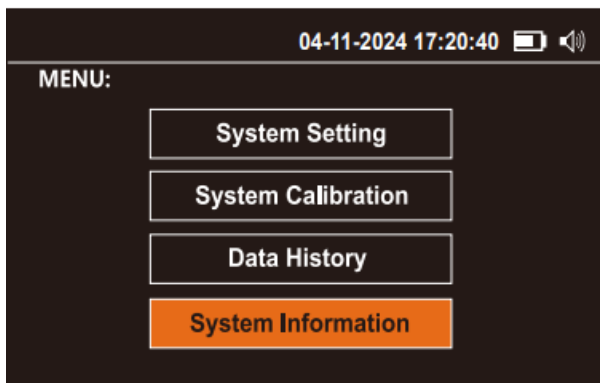 04-11-2024 17:20:40
MENU:
System Setting
System Calibration
Data History
System Information